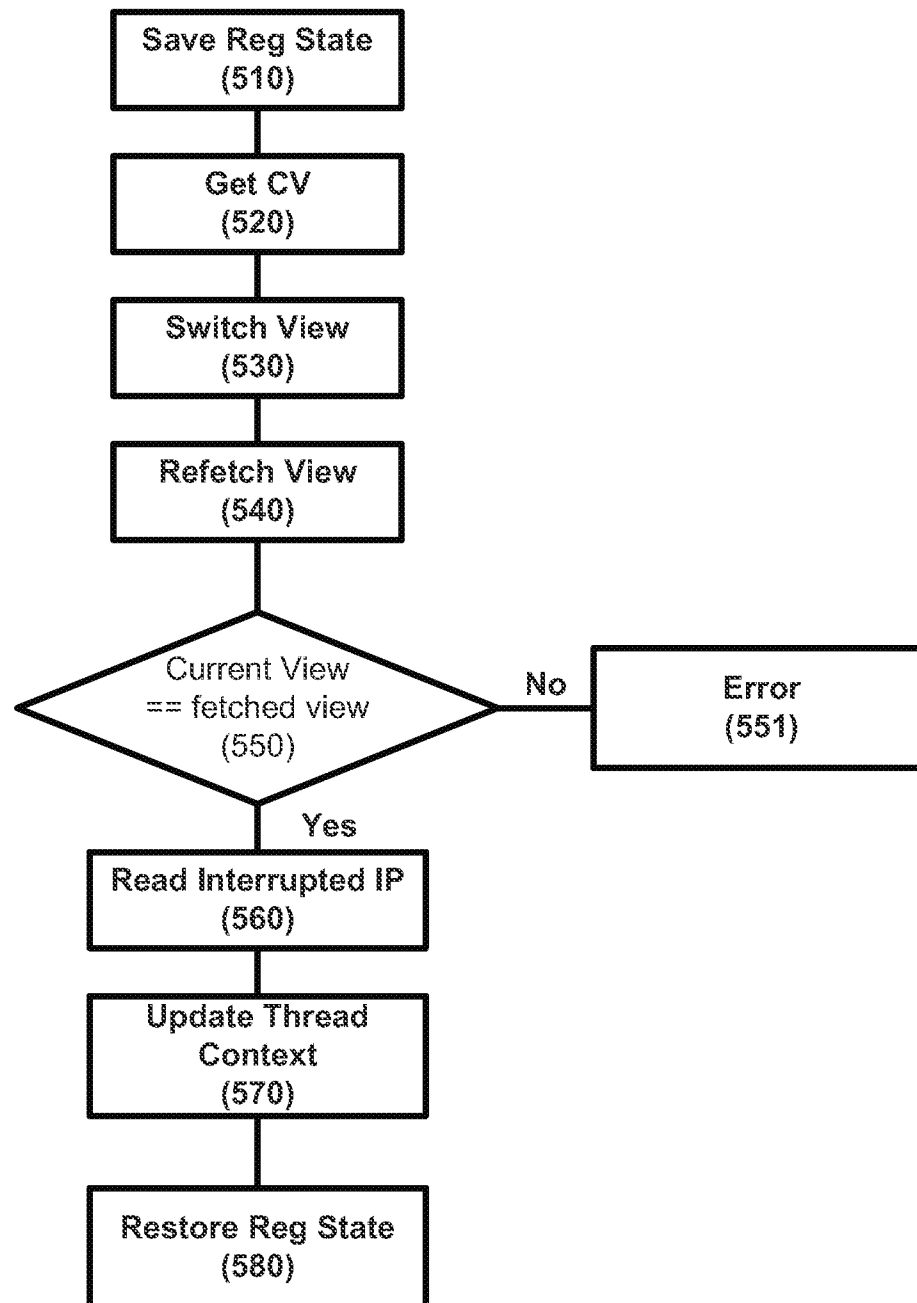 Save Reg State
(510)
Get CV
(520)
Switch View
(530)
Refetch View
(540)
Current View
== fetched view
(550)
No
Error
(551)
Yes
Read Interrupted IP
(560)
Update Thread
Context
(570)
Restore Reg State
(580)